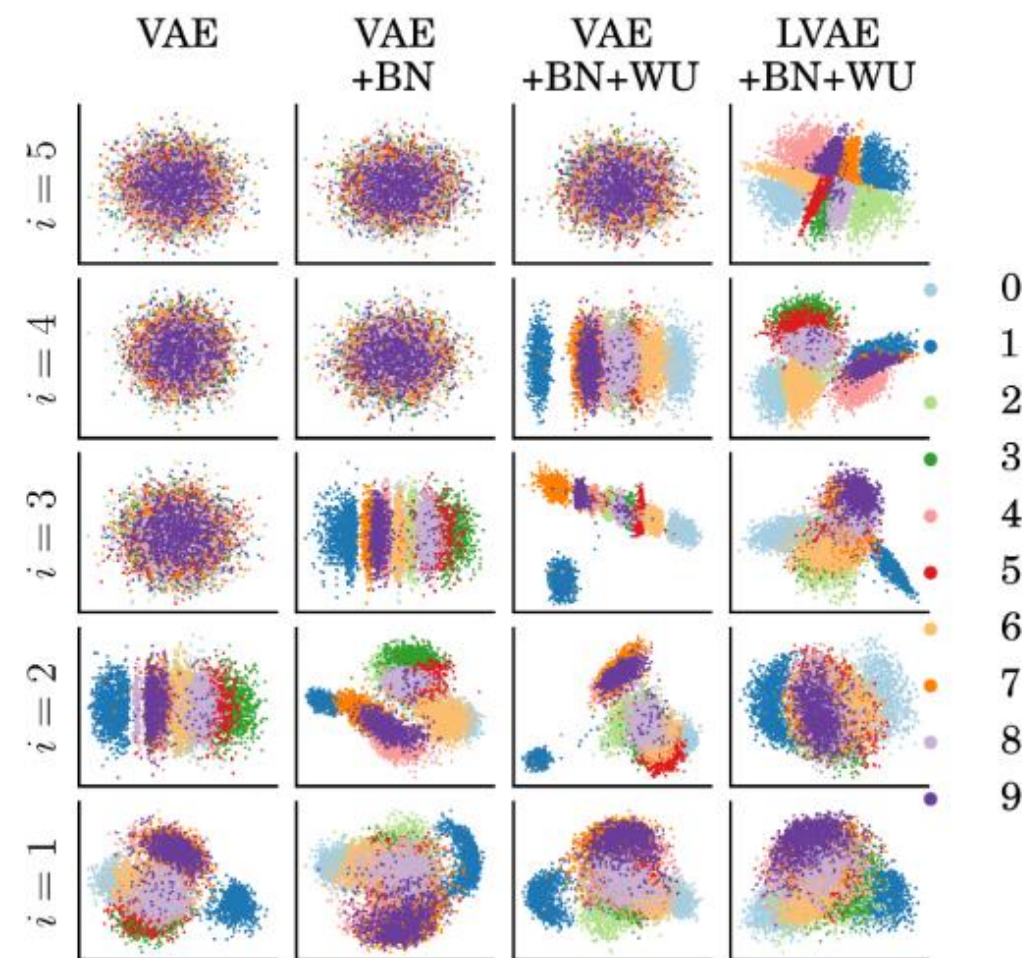 VAE
VAE
+BN
VAE
+BN+WU
LVAE
+BN+WU
i = 5
i = 4
i = 3
i = 2
i = 1
0
1
2
3
4
5
6
7
8
9